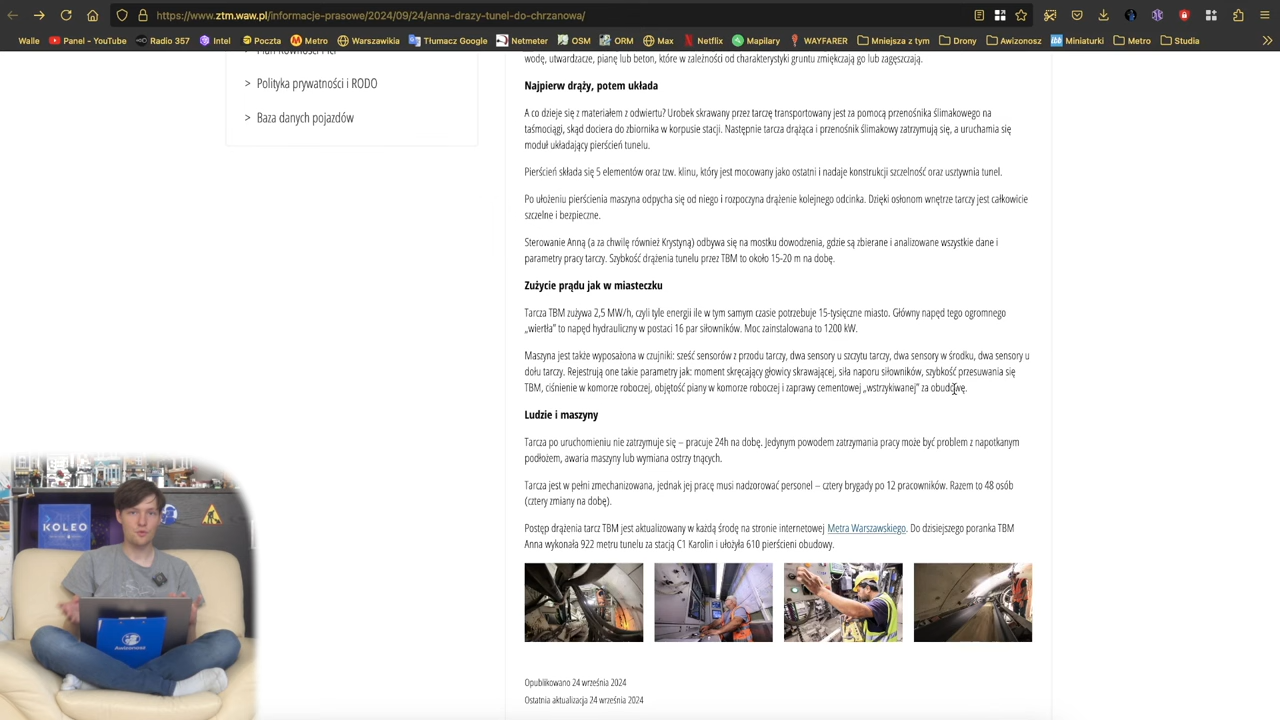 https://www.ztm.waw.pl/informacje-prasowe/2024/09/24/anna-drazy-tunel-do-chrzanowa/
Walle Panel - YouTube Radio 357 Intel Metro Warszawikia Tłumacz Google Netmeter OSM ORM Max Netflix Mapilary WAYFARER Mniejsza z tym Drony Awizonosz Miniaturki Metro Studia
> Polityka prywatności i RODO
> Baza danych pojazdów
wodę, utwardzacze, pianę lub beton, które w zależności od charakterystyki gruntu zmiękczają go lub zagęszczają.
Najpierw drąży, potem układa
A co dzieje się z materiałem z odwiertu? Urobek skrawany przez tarczę transportowany jest za pomocą przenośnika ślimakowego na
taśmociąg, skąd dociera do zbiornika w korpusie stacji. Następnie tarcza drążąca i przenośnik ślimakowy zatrzymują się, a uruchamia się
moduł układający pierścień tunelu.
Pierścień składa się 5 elementów oraz tzw. klinu, który jest mocowany jako ostatni i nadaje konstrukcji szczelność oraz usztywnia tunel.
Po ułożeniu pierścienia maszyna odpycha się od niego i rozpoczyna drążenie kolejnego odcinka. Dzięki osłonom wnętrze tarczy jest całkowicie
szczelne i bezpieczne.
Sterowanie Anną (a za chwilę również Krystyną) odbywa się na mostku dowodzenia, gdzie są zbierane i analizowane wszystkie dane i
parametry pracy tarczy. Szybkość drążenia tunelu przez TBM to około 15-20 m na dobę.
Zużycie prądu jak w miasteczku
Tarcza TBM zużywa 2,5 MW/h, czyli tyle energii ile w tym samym czasie potrzebuje 15-tysięczne miasto. Główny napęd tego ogromnego
„wiertła” to napęd hydrauliczny w postaci 16 par siłowników. Moc zainstalowana to 1200 kW.
Maszyna jest także wyposażona w czujniki: sześć sensorów z przodu tarczy, dwa sensory u szczytu tarczy, dwa sensory w środku, dwa sensory u
dołu tarczy. Rejestrują one takie parametry jak: moment skręcający głowicy skrawającej, siła naporu siłowników, szybkość przesuwania się
TBM, ciśnienie w komorze roboczej, objętość piany w komorze roboczej i zaprawy cementowej „wstrzykiwanej” za obudowę.
Ludzie i maszyny
Tarcza po uruchomieniu nie zatrzymuje się – pracuje 24h na dobę. Jedynym powodem zatrzymania pracy może być problem z napotkanym
podłożem, awaria maszyny lub wymiana ostrzy tnących.
Tarcza jest w pełni zmechanizowana, jednak jej pracę musi nadzorować personel – cztery brygady po 12 pracowników. Razem to 48 osób
(cztery zmiany na dobę).
Postęp drążenia tarcz TBM jest aktualizowany w każdą środę na stronie internetowej Metra Warszawskiego. Do dzisiejszego poranka TBM
Anna wykonała 922 metru tunelu za stacją C1 Karolin i ułożyła 610 pierścieni obudowy.
KOLEO
Awizonosz
Opublikowano 24 września 2024
Ostatnia aktualizacja 24 września 2024